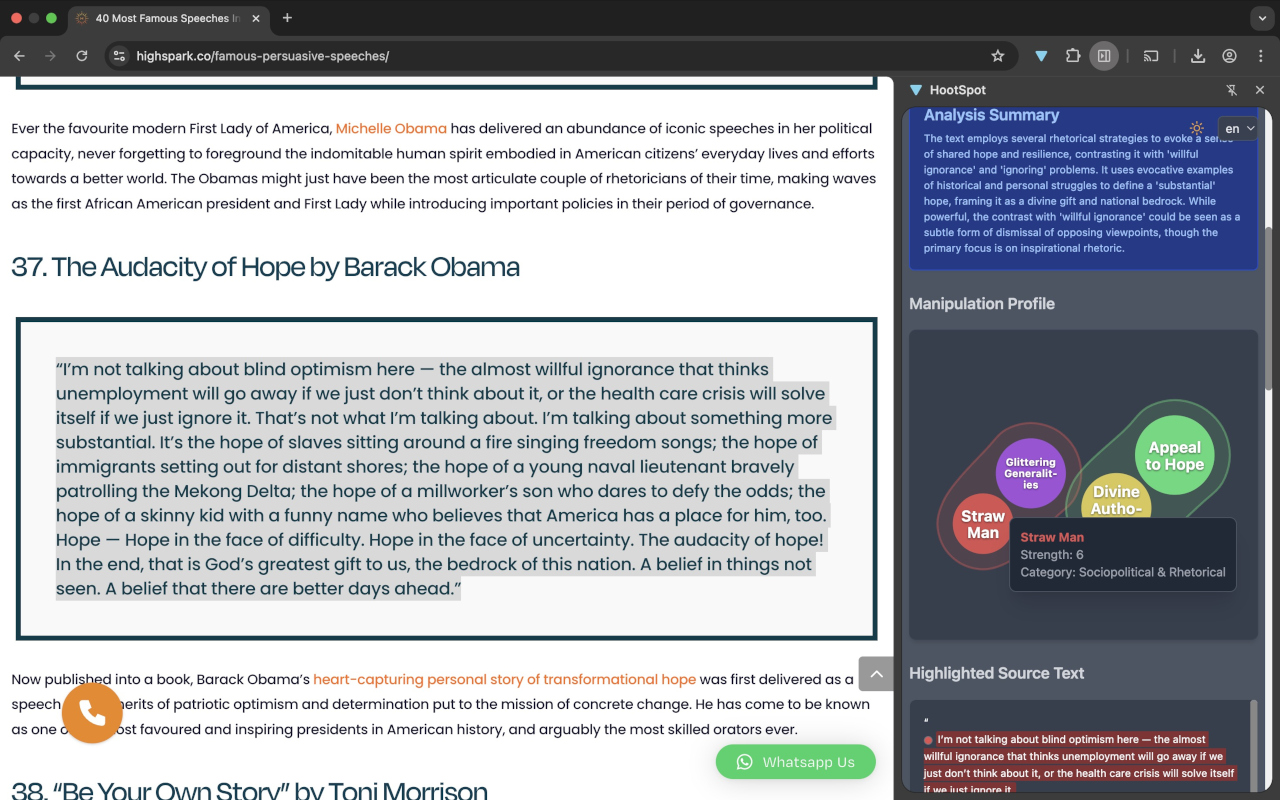 40 Most Famous Speeches In
highspark.co/famous-persuasive-speeches/
Ever the favourite modern First Lady of America, Michelle Obama has delivered an abundance of iconic speeches in her political
capacity, never forgetting to foreground the indomitable human spirit embodied in American citizens’ everyday lives and efforts
towards a better world. The Obamas might just have been the most articulate couple of rhetoricians of their time, making waves
as the first African American president and First Lady while introducing important policies in their period of governance.
37. The Audacity of Hope by Barack Obama
“I’m not talking about blind optimism here — the almost willful ignorance that thinks
unemployment will go away if we just don’t think about it, or the health care crisis will solve
itself if we just ignore it. That’s not what I’m talking about. I’m talking about something more
substantial. It’s the hope of slaves sitting around a fire singing freedom songs; the hope of
immigrants setting out for distant shores; the hope of a young naval lieutenant bravely
patrolling the Mekong Delta; the hope of a millworker’s son who dares to defy the odds; the
hope of a skinny kid with a funny name who believes that America has a place for him, too.
Hope — Hope in the face of difficulty. Hope in the face of uncertainty. The audacity of hope!
In the end, that is God’s greatest gift to us, the bedrock of this nation. A belief in things not
seen. A belief that there are better days ahead.”
Now published into a book, Barack Obama’s heart-capturing personal story of transformational hope was first delivered as a
speech erits of patriotic optimism and determination put to the mission of concrete change. He has come to be known
as one o ost favoured and inspiring presidents in American history, and arguably the most skilled orators ever.
Whatsapp Us
38. “Be Your Own Story” by Toni Morrison
HootSpot
en
Analysis Summary
The text employs several rhetorical strategies to evoke a sense
of shared hope and resilience, contrasting it with 'willful
ignorance' and 'ignoring' problems. It uses evocative examples
of historical and personal struggles to define a 'substantial'
hope, framing it as a divine gift and national bedrock. While
powerful, the contrast with 'willful ignorance' could be seen as a
subtle form of dismissal of opposing viewpoints, though the
primary focus is on inspirational rhetoric.
Manipulation Profile
Appeal
to Hope
Glittering
Generalit-
ies
Divine
Autho-
Straw
Man
Straw Man
Strength: 6
Category: Sociopolitical & Rhetorical
Highlighted Source Text
“
I’m not talking about blind optimism here — the almost
willful ignorance that thinks unemployment will go away if we
just don’t think about it, or the health care crisis will solve itself
if we just ignore it.